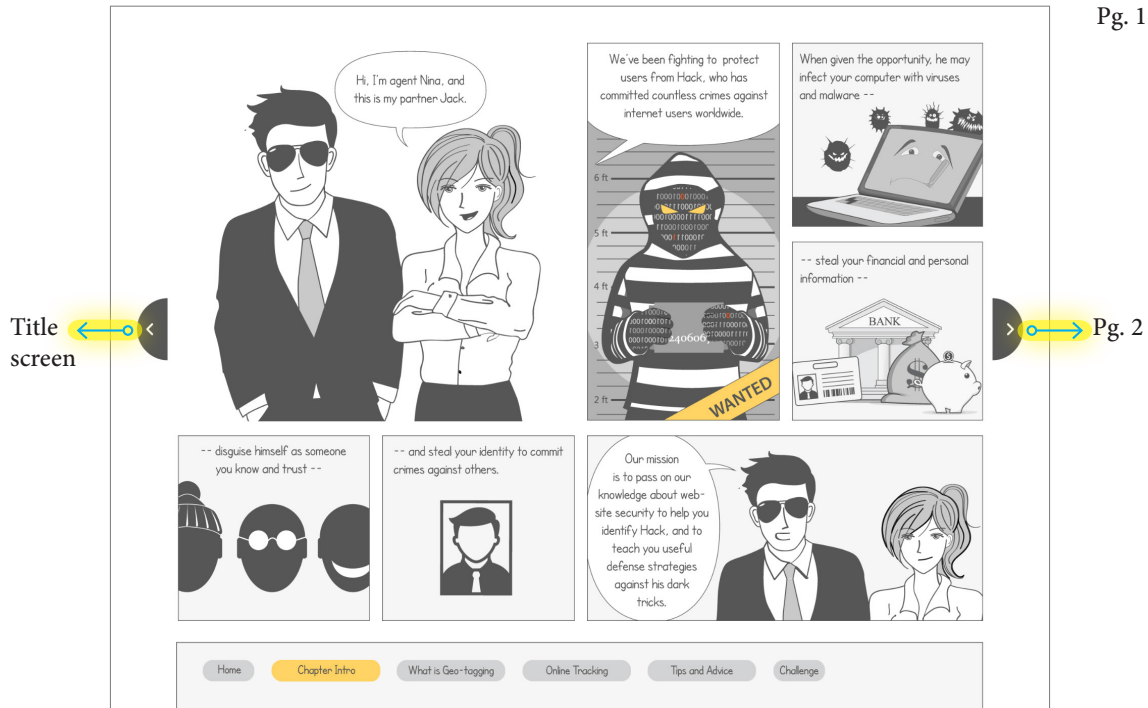 Pg. 1
Hi, I'm agent Nina, and
this is my partner Jack.
We've been fighting to protect
users from Hack, who has
committed countless crimes against
internet users worldwide.
6 ft
5 ft
4 ft
3
2 ft
240606
WANTED
When given the opportunity, he may
infect your computer with viruses
and malware --
-- steal your financial and personal
information --
BANK
$
$
Title
screen
Pg. 2
-- disguise himself as someone
you know and trust --
-- and steal your identity to commit
crimes against others.
Our mission
is to pass on our
knowledge about web-
site security to help you
identify Hack, and to
teach you useful
defense strategies
against his dark
tricks.
Home
Chapter Intro
What is Geo-tagging
Online Tracking
Tips and Advice
Challenge